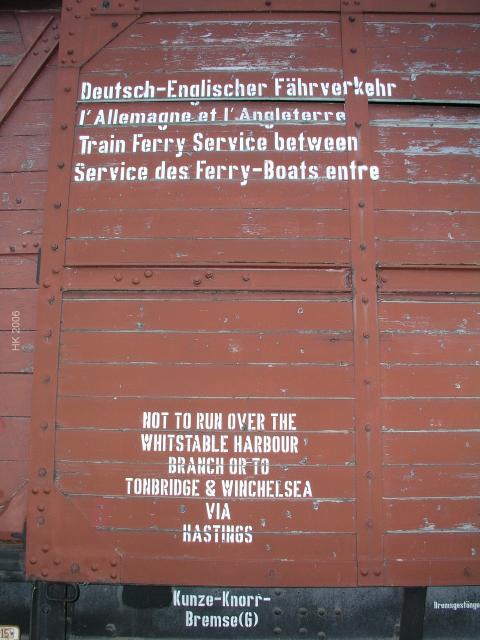 Deutsch-Englischer Fährverkehr
l'Allemagne et l'Angleterre
Train Ferry Service between
Service des Ferry-Boats entre
HK 2006
NOT TO RUN OVER THE
WHITSTABLE HARBOUR
BRANCH OR TO
TONBRIDGE & WINCHELSEA
VIA
HASTINGS
Kunze-Knorr-
Bremse(G)
Bremsgestänge